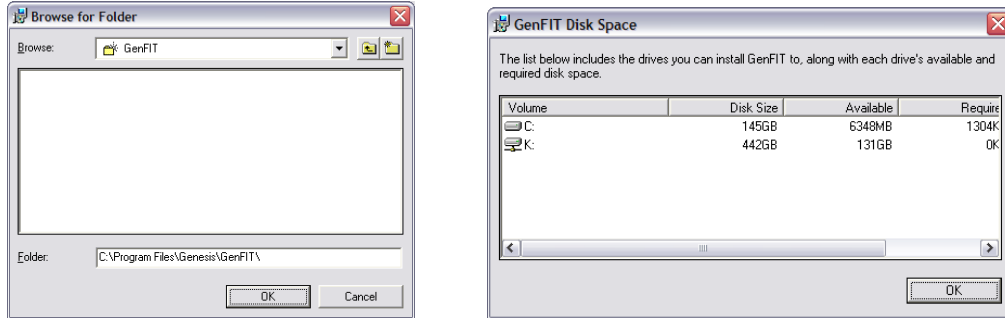 Browse for Folder
Browse:
GenFIT
Folder:
C:\Program Files\Genesis\GenFIT\
OK
Cancel
GenFIT Disk Space
The list below includes the drives you can install GenFIT to, along with each drive's available and
required disk space.
Volume Disk Size Available Require
C: 145GB 6348MB 1304K
K: 442GB 131GB 0K
OK